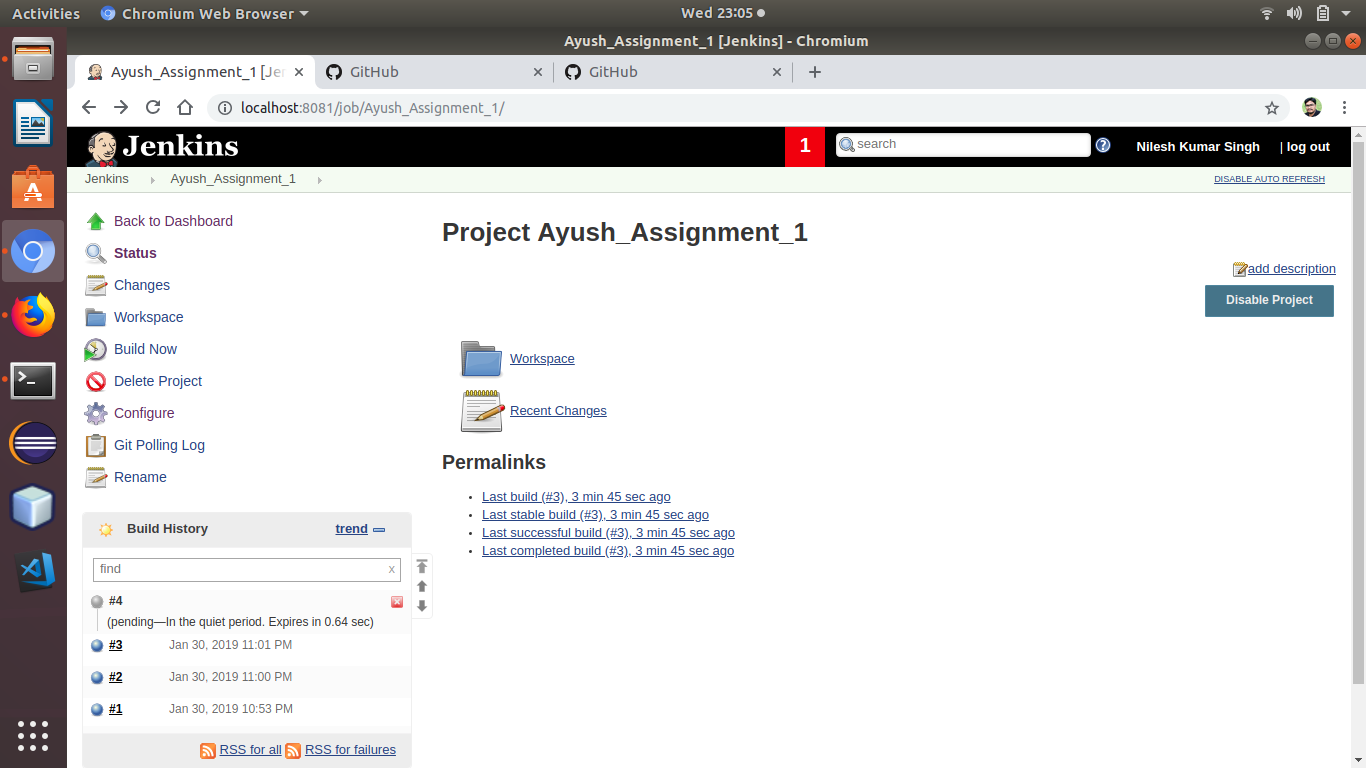 Activities Chromium Web Browser Wed 23:05
Ayush_Assignment_1 [Jenkins] - Chromium
Ayush_Assignment_1 [Jen GitHub GitHub
localhost:8081/job/Ayush_Assignment_1/
Jenkins 1 search Nilesh Kumar Singh | log out
Jenkins Ayush_Assignment_1 DISABLE AUTO REFRESH
Back to Dashboard
Status
Changes
Workspace
Build Now
Delete Project
Configure
Git Polling Log
Rename
Project Ayush_Assignment_1
add description
Disable Project
Workspace
Recent Changes
Permalinks
Last build (#3), 3 min 45 sec ago
Last stable build (#3), 3 min 45 sec ago
Last successful build (#3), 3 min 45 sec ago
Last completed build (#3), 3 min 45 sec ago
Build History trend
find x
#4
(pending—In the quiet period. Expires in 0.64 sec)
#3 Jan 30, 2019 11:01 PM
#2 Jan 30, 2019 11:00 PM
#1 Jan 30, 2019 10:53 PM
RSS for all RSS for failures